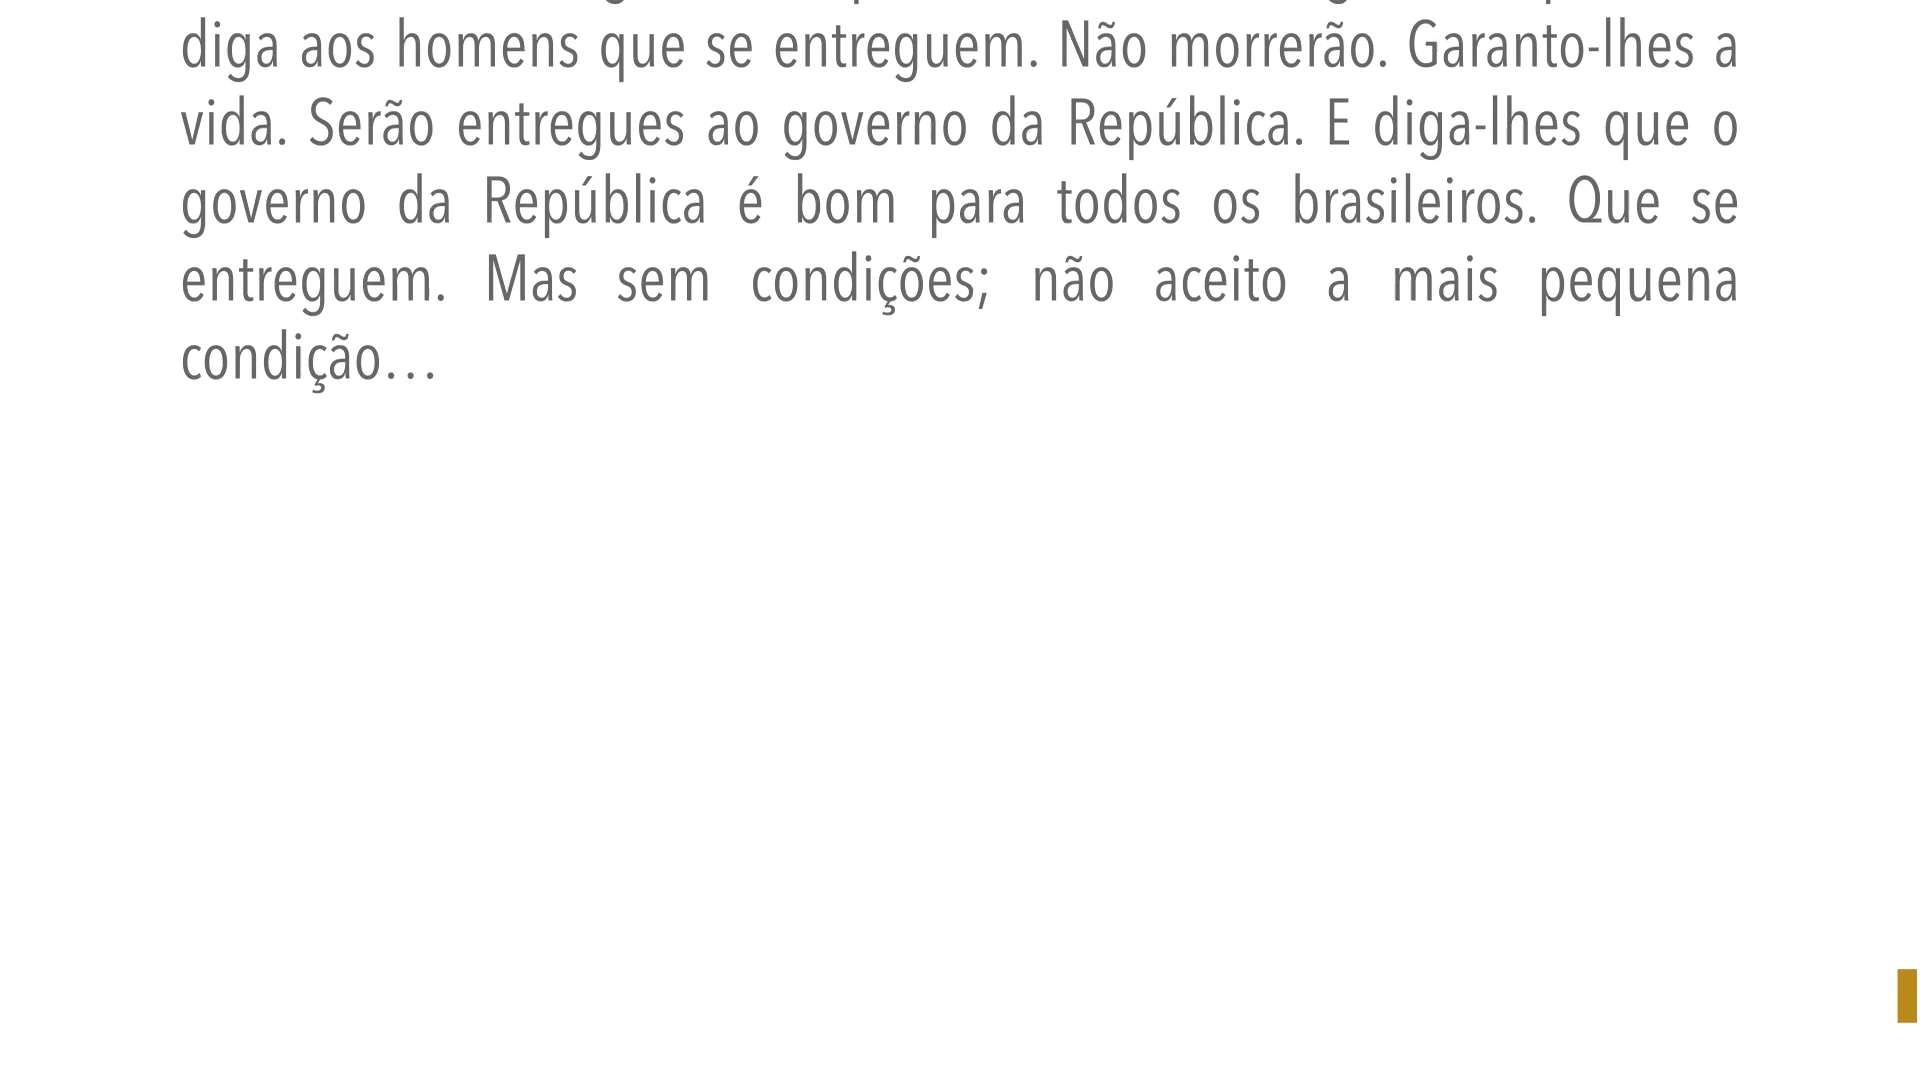 diga aos homens que se entreguem. Não morrerão. Garanto-lhes a
vida. Serão entregues ao governo da República. E diga-lhes que o
governo da República é bom para todos os brasileiros. Que se
entreguem. Mas sem condições; não aceito a mais pequena
condição…